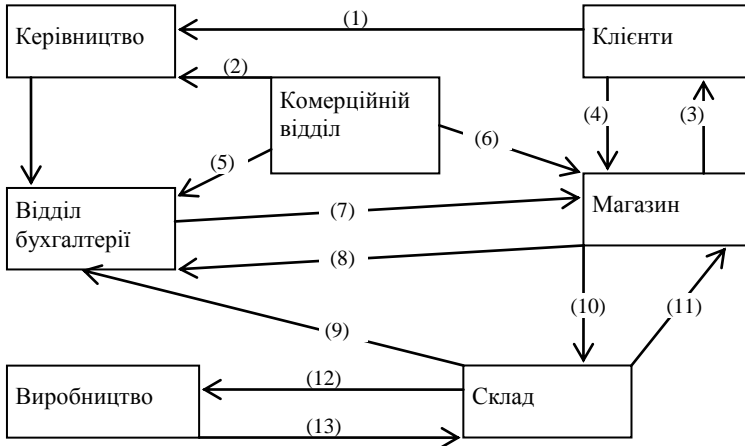 (1)
Керівництво
Клієнти
(2)
Комерційній
відділ
(4)
(3)
(6)
(5)
Відділ
бухгалтерії
(7)
Магазин
(8)
(10)
(11)
(9)
Виробництво
(12)
Склад
(13)